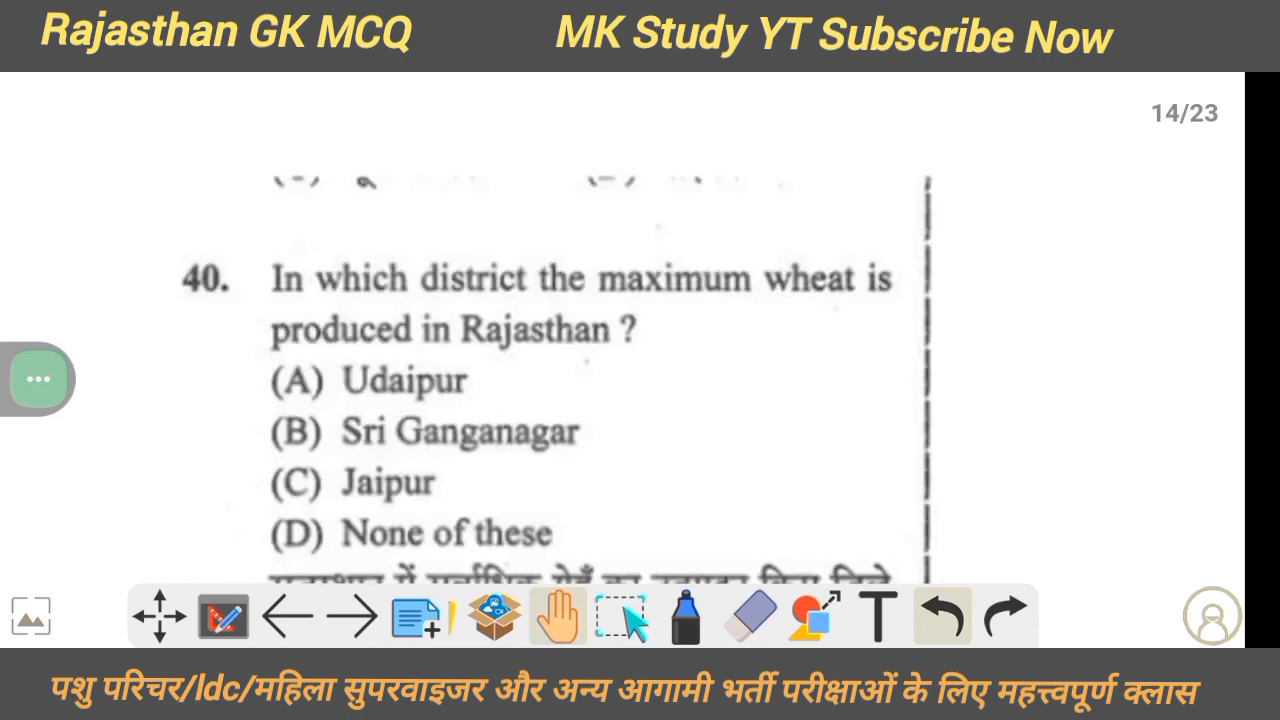 Rajasthan GK MCQ
MK Study YT Subscribe Now
14/23
40. In which district the maximum wheat is
produced in Rajasthan ?
(A) Udaipur
(B) Sri Ganganagar
(C) Jaipur
(D) None of these
पशु परिचर/ldc/महिला सुपरवाइजर और अन्य आगामी भर्ती परीक्षाओं के लिए महत्त्वपूर्ण क्लास